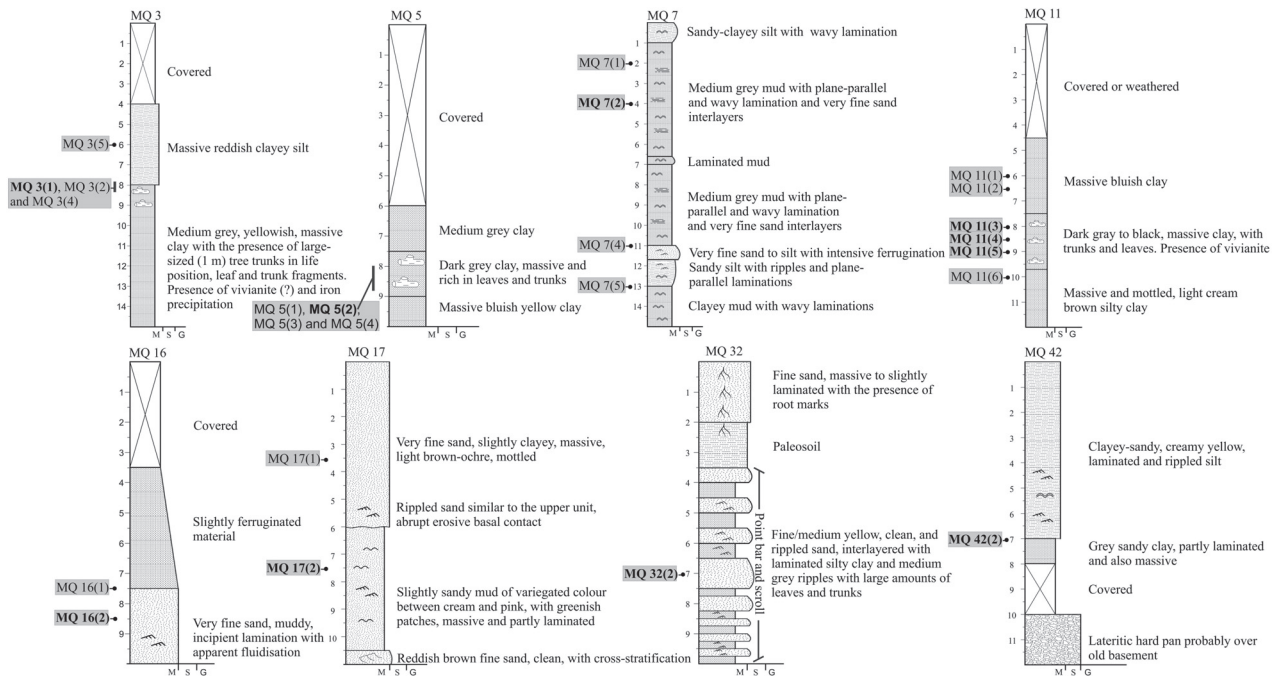 MQ 3
1
2
3
4
5
6
7
8
9
10
11
12
13
14
Covered
MQ 3(5)
Massive reddish clayey silt
MQ 3(1), MQ 3(2)
and MQ 3(4)
Medium grey, yellowish, massive
clay with the presence of large-
sized (1 m) tree trunks in life
position, leaf and trunk fragments.
Presence of vivianite (?) and iron
precipitation
M S G
MQ 5
1
2
3
4
5
6
7
8
9
Covered
Medium grey clay
Dark grey clay, massive and
rich in leaves and trunks
MQ 5(1), MQ 5(2),
MQ 5(3) and MQ 5(4)
Massive bluish yellow clay
M S G
MQ 7
1
2
3
4
5
6
7
8
9
10
11
12
13
14
Sandy-clayey silt with wavy lamination
MQ 7(1)
MQ 7(2)
Medium grey mud with plane-parallel
and wavy lamination and very fine sand
interlayers
Laminated mud
Medium grey mud with plane-
parallel and wavy lamination
and very fine sand interlayers
MQ 7(4)
Very fine sand to silt with intensive ferrugination
Sandy silt with ripples and plane-
parallel laminations
MQ 7(5)
Clayey mud with wavy laminations
M S G
MQ 11
1
2
3
4
5
6
7
8
9
10
11
Covered or weathered
MQ 11(1)
MQ 11(2)
Massive bluish clay
MQ 11(3)
MQ 11(4)
MQ 11(5)
Dark gray to black, massive clay, with
trunks and leaves. Presence of vivianite
MQ 11(6)
Massive and mottled, light cream
brown silty clay
M S G
MQ 16
1
2
3
4
5
6
7
8
9
Covered
Slightly ferruginated
material
MQ 16(1)
MQ 16(2)
Very fine sand, muddy,
incipient lamination with
apparent fluidisation
M S G
MQ 17
1
2
3
4
5
6
7
8
9
10
MQ 17(1)
Very fine sand, slightly clayey, massive,
light brown-ochre, mottled
Rippled sand similar to the upper unit,
abrupt erosive basal contact
MQ 17(2)
Slightly sandy mud of variegated colour
between cream and pink, with greenish
patches, massive and partly laminated
Reddish brown fine sand, clean, with cross-stratification
M S G
MQ 32
1
2
3
4
5
6
7
8
9
Fine sand, massive to slightly
laminated with the presence of
root marks
Paleosoil
Point bar and scroll
MQ 32(2)
Fine/medium yellow, clean, and
rippled sand, interlayered with
laminated silty clay and medium
grey ripples with large amounts of
leaves and trunks
M S G
MQ 42
1
2
3
4
5
6
7
8
9
10
11
Clayey-sandy, creamy yellow,
laminated and rippled silt
MQ 42(2)
Grey sandy clay, partly laminated
and also massive
Covered
Lateritic hard pan probably over
old basement
M S G